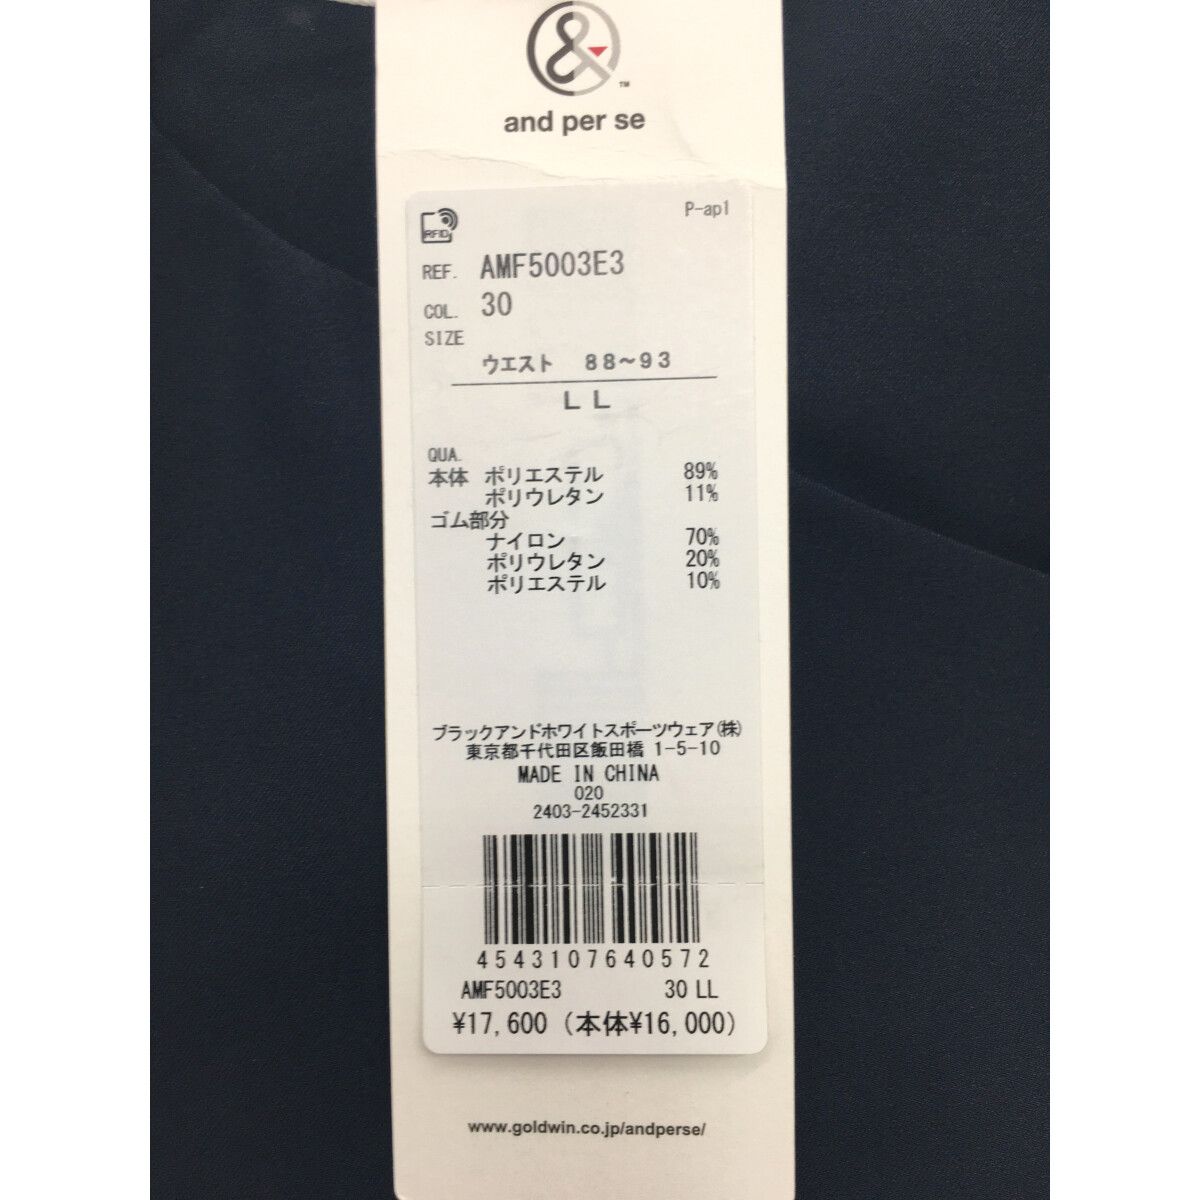 &
TM
and per se
RFID
P-ap1
REF. AMF5003E3
COL. 30
SIZE
ウエスト 88~93
LL
QUA.
本体 ポリエステル 89%
ポリウレタン 11%
ゴム部分
ナイロン 70%
ポリウレタン 20%
ポリエステル 10%
ブラックアンドホワイトスポーツウェア(株)
東京都千代田区飯田橋 1-5-10
MADE IN CHINA
020
2403-2452331
4543107640572
AMF5003E3 30 LL
¥17,600 (本体¥16,000)
www.goldwin.co.jp/andperse/